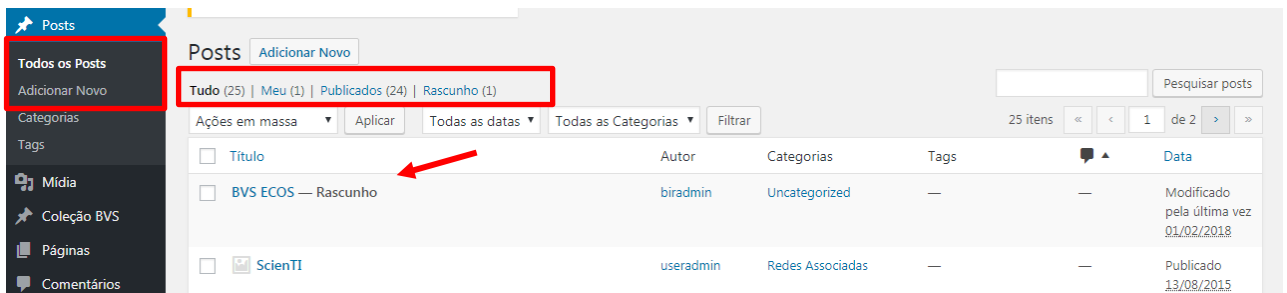 Posts
Todos os Posts
Adicionar Novo
Categorias
Tags
Mídia
Coleção BVS
Páginas
Comentários
Posts Adicionar Novo
Tudo (25) | Meu (1) | Publicados (24) | Rascunho (1)
Pesquisar posts
Ações em massa Aplicar Todas as datas Todas as Categorias Filtrar 25 itens « ‹ 1 de 2 › »
Título Autor Categorias Tags Data
BVS ECOS — Rascunho biradmin Uncategorized — — Modificado
pela última vez
01/02/2018
ScienTI useradmin Redes Associadas — — Publicado
13/08/2015